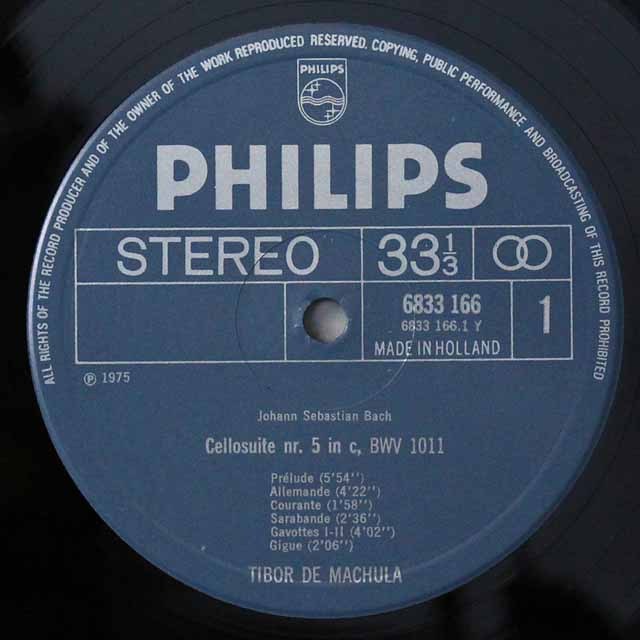 ALL RIGHTS OF THE RECORD PRODUCER AND OF THE OWNER OF THE WORK REPRODUCED RESERVED. COPYING, PUBLIC PERFORMANCE AND BROADCASTING OF THIS RECORD PROHIBITED
PHILIPS
PHILIPS
STEREO 33⅓
6833 166
6833 166.1 Y
1
MADE IN HOLLAND
℗ 1975
Johann Sebastian Bach
Cellosuite nr. 5 in c, BWV 1011
Prélude (5'54'')
Allemande (4'22'')
Courante (1'58'')
Sarabande (2'36'')
Gavottes I-II (4'02'')
Gigue (2'06'')
TIBOR DE MACHULA